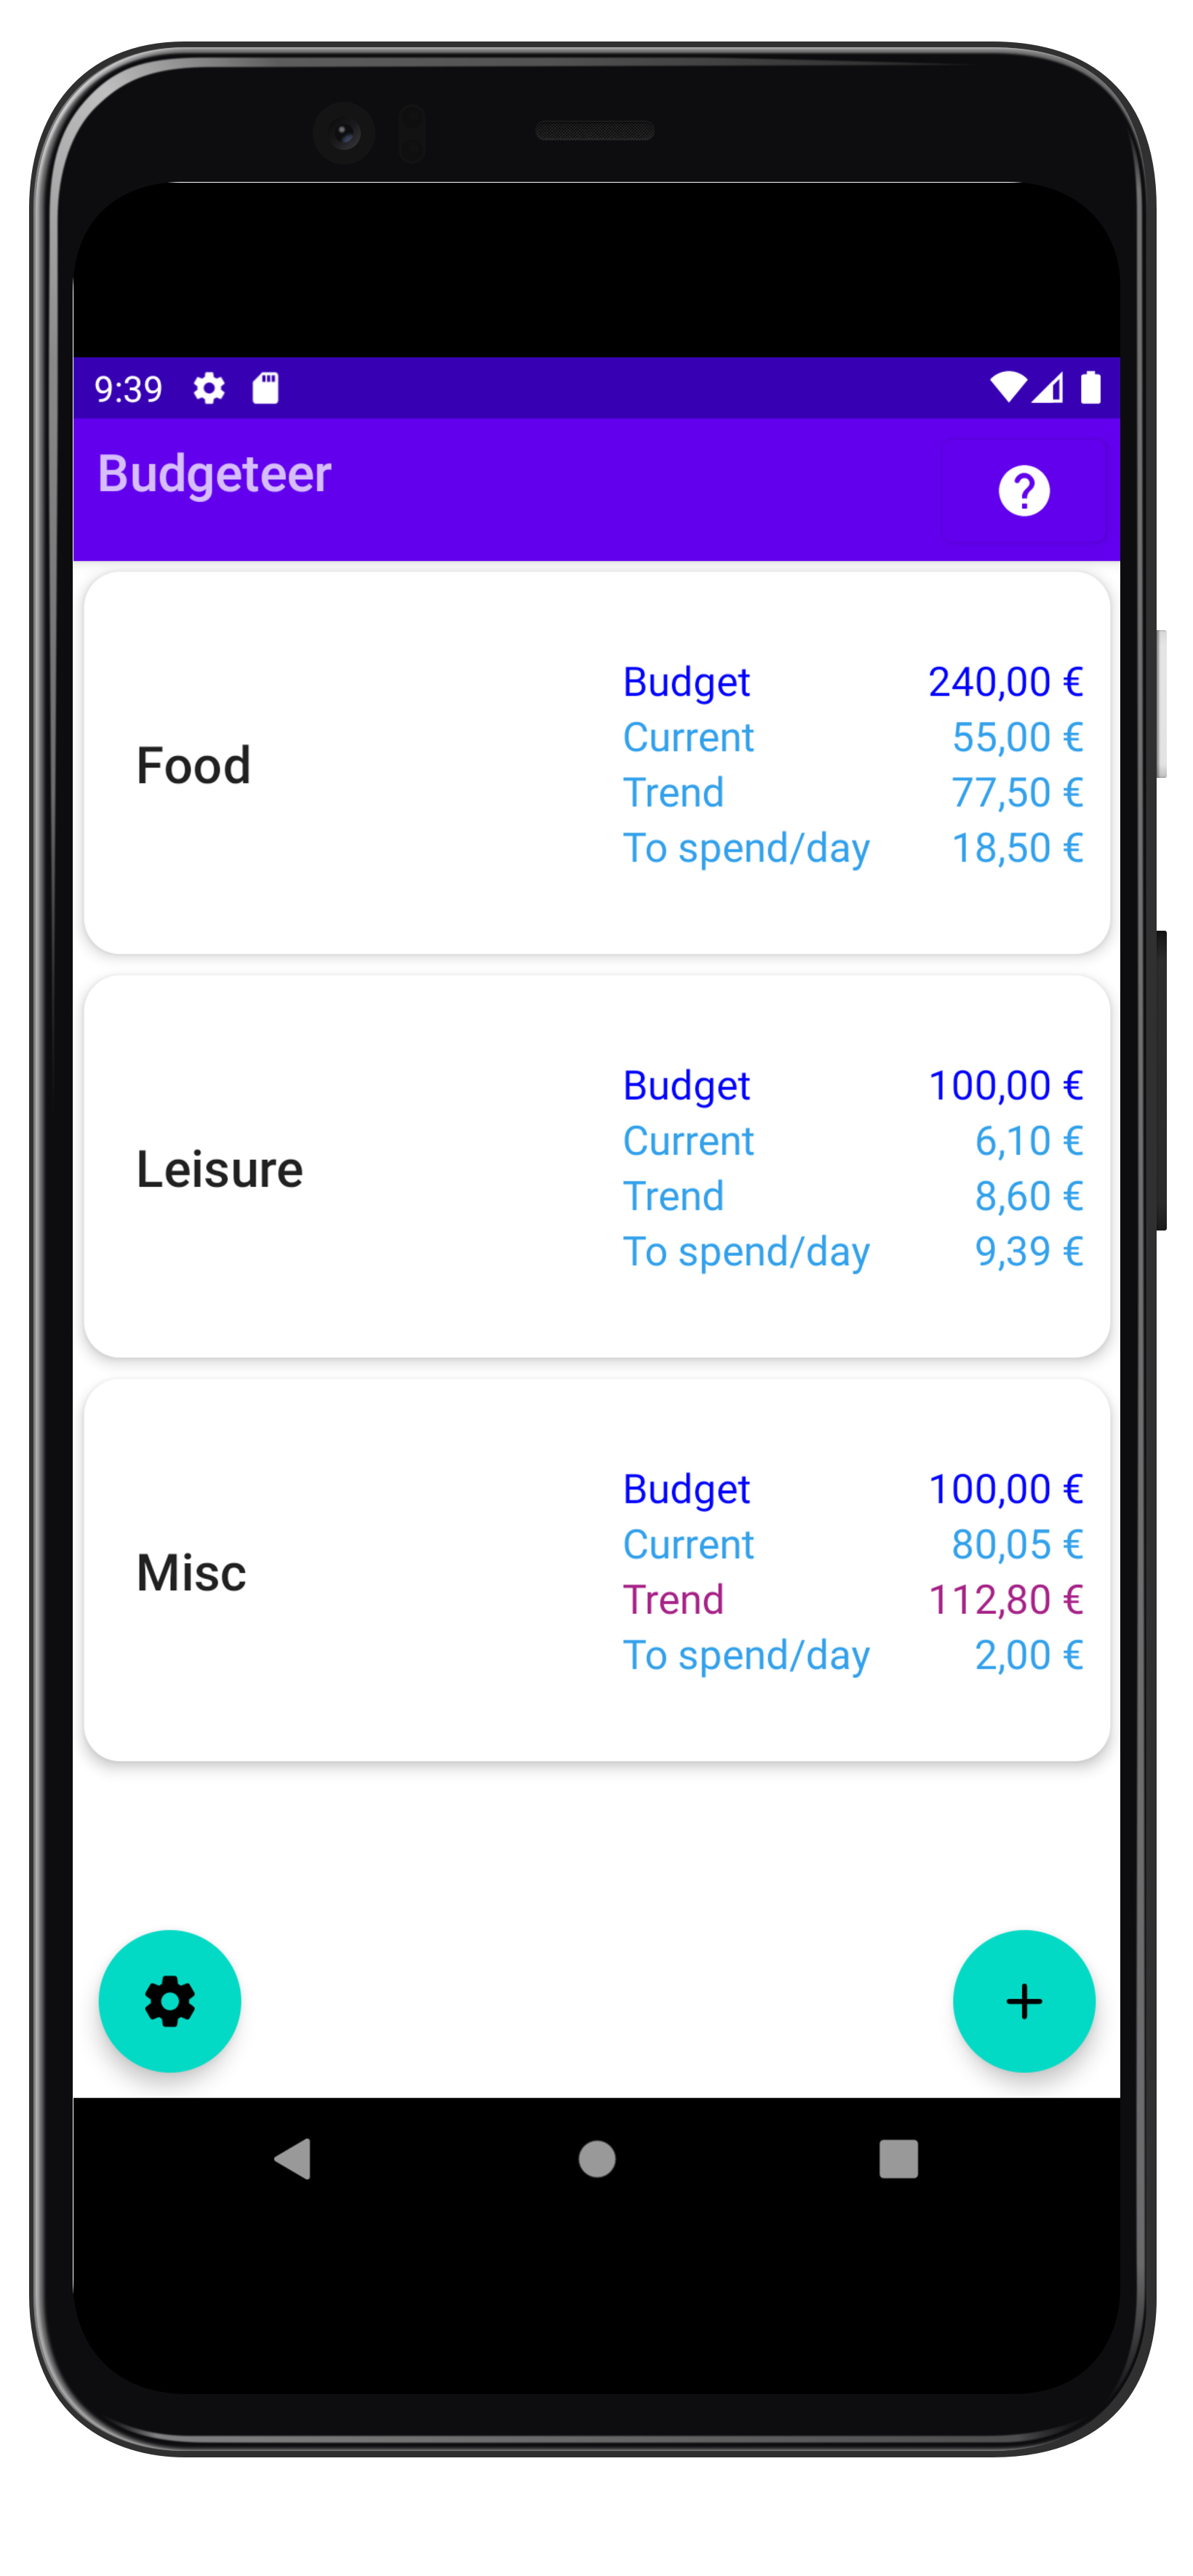 9:39
Budgeteer
Food
Budget 240,00 €
Current 55,00 €
Trend 77,50 €
To spend/day 18,50 €
Leisure
Budget 100,00 €
Current 6,10 €
Trend 8,60 €
To spend/day 9,39 €
Misc
Budget 100,00 €
Current 80,05 €
Trend 112,80 €
To spend/day 2,00 €